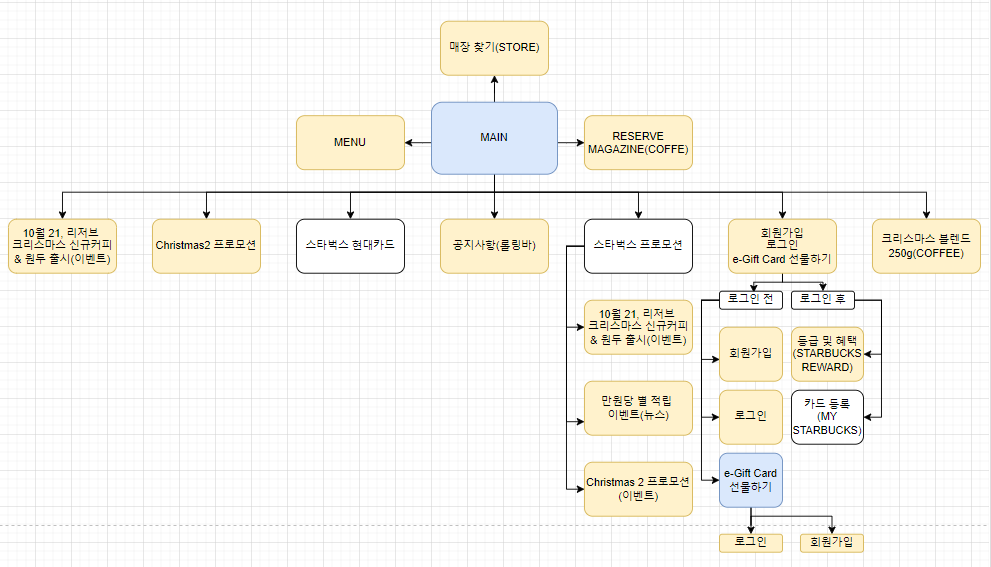 매장 찾기(STORE)
MENU
MAIN
RESERVE
MAGAZINE(COFFE)
10월 21, 리저브
크리스마스 신규커피
& 원두 출시(이벤트)
Christmas2 프로모션
스타벅스 현대카드
공지사항(롤링바)
스타벅스 프로모션
회원가입
로그인
e-Gift Card 선물하기
크리스마스 블렌드
250g(COFFEE)
로그인 전
로그인 후
10월 21, 리저브
크리스마스 신규커피
& 원두 출시(이벤트)
회원가입
등급 및 혜택
(STARBUCKS
REWARD)
만원당 별 적립
이벤트(뉴스)
로그인
카드 등록
(MY
STARBUCKS)
Christmas 2 프로모션
(이벤트)
e-Gift Card
선물하기
로그인
회원가입